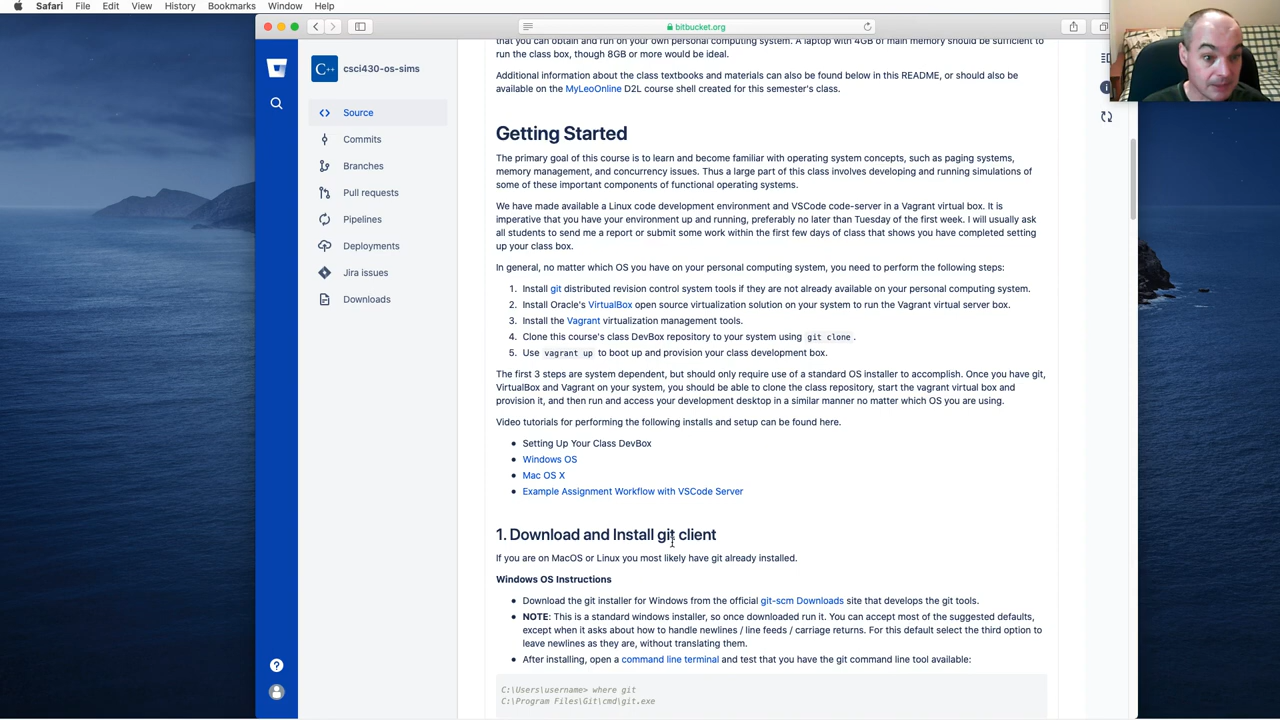 Safari File Edit View History Bookmarks Window Help
bitbucket.org
C++ csci430-os-sims
Source
Commits
Branches
Pull requests
Pipelines
Deployments
Jira issues
Downloads
that you can obtain and run on your own personal computing system. A laptop with 4GB of main memory should be sufficient to
run the class box, though 8GB or more would be ideal.
Additional information about the class textbooks and materials can also be found below in this README, or should also be
available on the MyLeoOnline D2L course shell created for this semester's class.
Getting Started
The primary goal of this course is to learn and become familiar with operating system concepts, such as paging systems,
memory management, and concurrency issues. Thus a large part of this class involves developing and running simulations of
some of these important components of functional operating systems.
We have made available a Linux code development environment and VSCode code-server in a Vagrant virtual box. It is
imperative that you have your environment up and running, preferably no later than Tuesday of the first week. I will usually ask
all students to send me a report or submit some work within the first few days of class that shows you have completed setting
up your class box.
In general, no matter which OS you have on your personal computing system, you need to perform the following steps:
1. Install git distributed revision control system tools if they are not already available on your personal computing system.
2. Install Oracle's VirtualBox open source virtualization solution on your system to run the Vagrant virtual server box.
3. Install the Vagrant virtualization management tools.
4. Clone this course's class DevBox repository to your system using git clone .
5. Use vagrant up to boot up and provision your class development box.
The first 3 steps are system dependent, but should only require use of a standard OS installer to accomplish. Once you have git,
VirtualBox and Vagrant on your system, you should be able to clone the class repository, start the vagrant virtual box and
provision it, and then run and access your development desktop in a similar manner no matter which OS you are using.
Video tutorials for performing the following installs and setup can be found here.
• Setting Up Your Class DevBox
• Windows OS
• Mac OS X
• Example Assignment Workflow with VSCode Server
1. Download and Install git client
If you are on MacOS or Linux you most likely have git already installed.
Windows OS Instructions
• Download the git installer for Windows from the official git-scm Downloads site that develops the git tools.
• NOTE: This is a standard windows installer, so once downloaded run it. You can accept most of the suggested defaults,
except when it asks about how to handle newlines / line feeds / carriage returns. For this default select the third option to
leave newlines as they are, without translating them.
• After installing, open a command line terminal and test that you have the git command line tool available:
C:\Users\username> where git
C:\Program Files\Git\cmd\git.exe